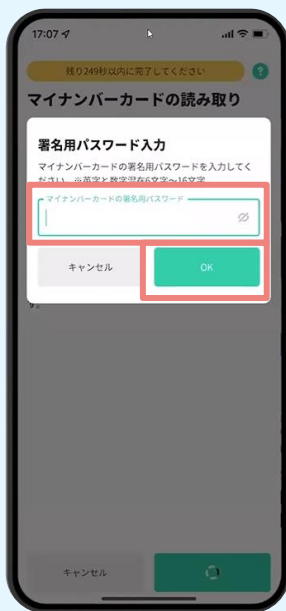 17:07
残り249秒以内に完了してください
?
マイナンバーカードの読み取り
署名用パスワード入力
マイナンバーカードの署名用パスワードを入力してく
ださい。※英字と数字混在6文字~16文字
マイナンバーカードの署名用パスワード
キャンセル
OK
す。
キャンセル